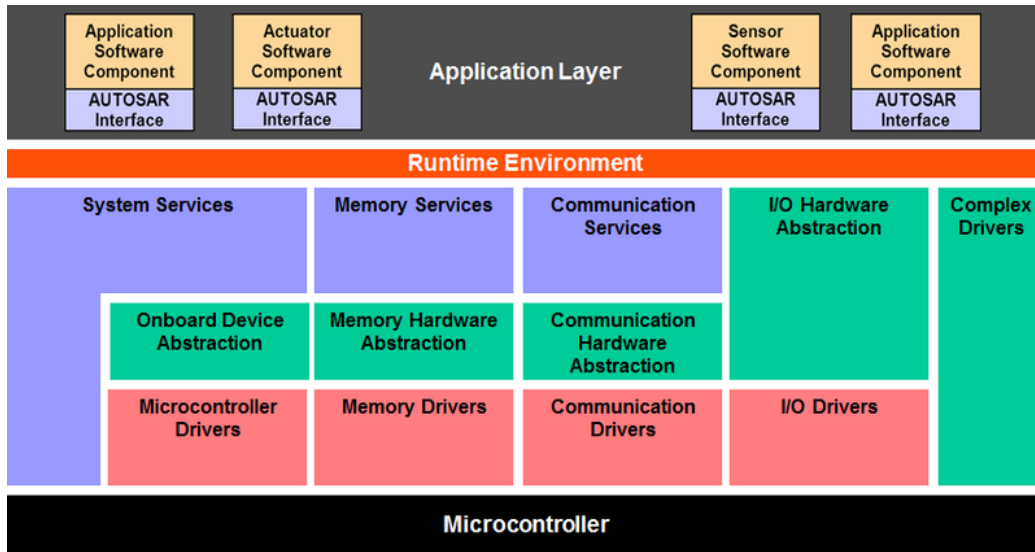 Application
Software
Component
AUTOSAR
Interface
Actuator
Software
Component
AUTOSAR
Interface
Application Layer
Sensor
Software
Component
AUTOSAR
Interface
Application
Software
Component
AUTOSAR
Interface
Runtime Environment
System Services
Memory Services
Communication
Services
I/O Hardware
Abstraction
Complex
Drivers
Onboard Device
Abstraction
Memory Hardware
Abstraction
Communication
Hardware
Abstraction
Microcontroller
Drivers
Memory Drivers
Communication
Drivers
I/O Drivers
Microcontroller